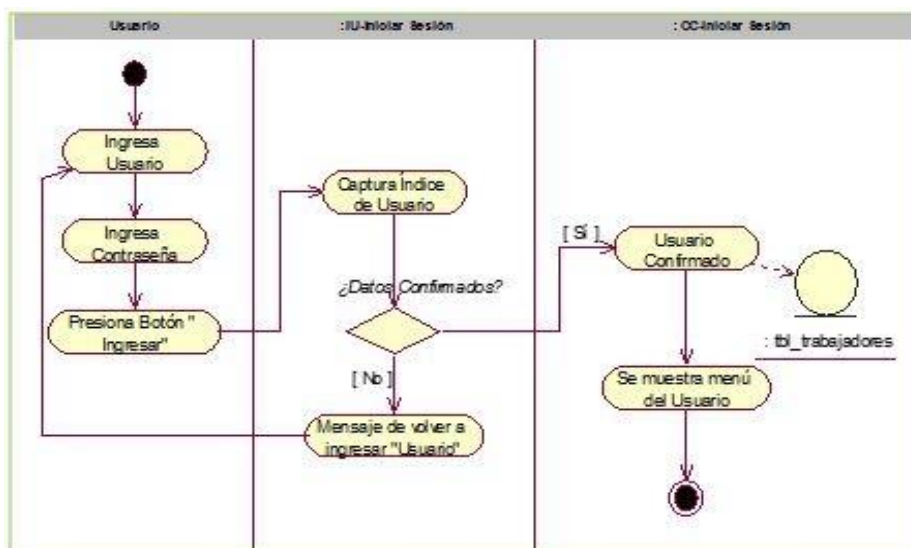 Usuario
: IU-Iniciar Sesión
: CC-Iniciar Sesión
Ingresa
Usuario
Ingresa
Contraseña
Presiona Botón "
Ingresar"
Captura Índice
de Usuario
¿Datos Confirmados?
[ No ]
Mensaje de volver a
ingresar "Usuario"
[ Sí ]
Usuario
Confirmado
: tbl_trabajadores
Se muestra menú
del Usuario